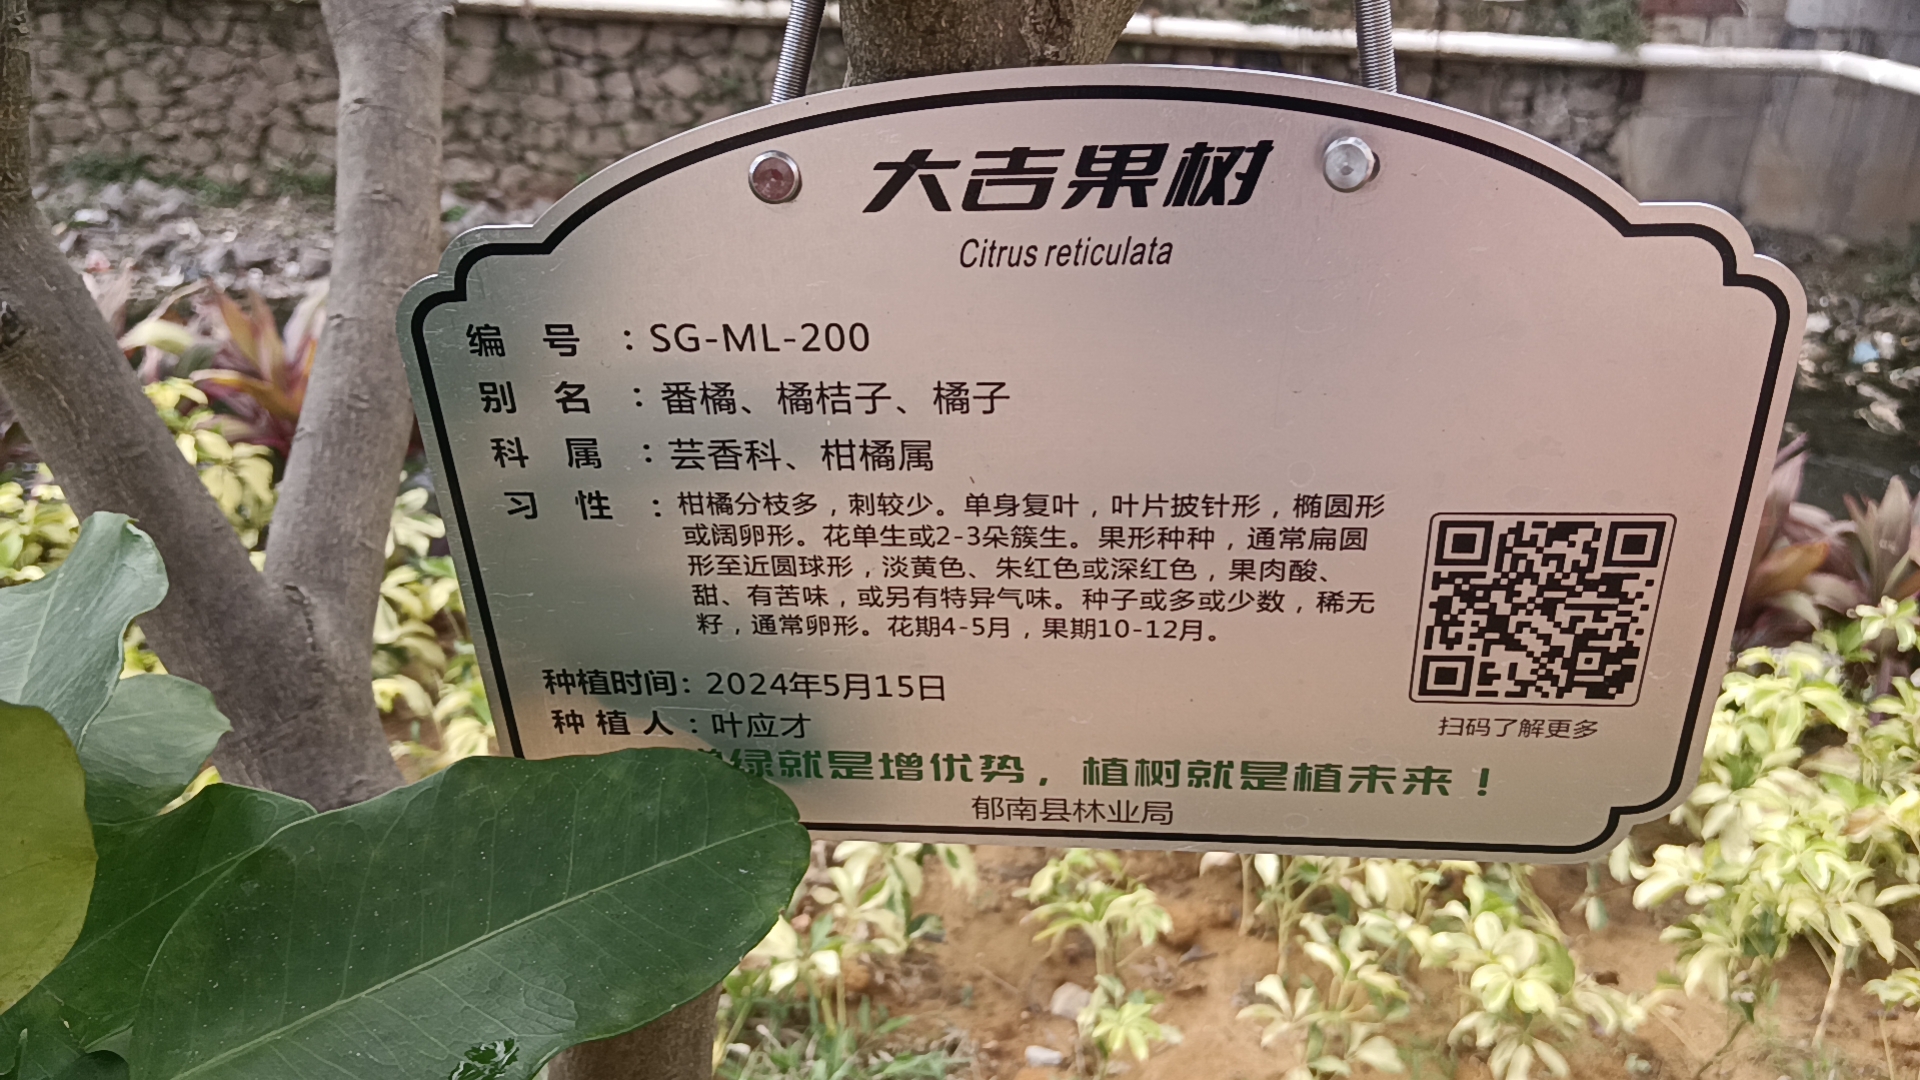 大吉果树
Citrus reticulata
编 号 ：SG-ML-200
别 名 ：番橘、橘桔子、橘子
科 属 ：芸香科、柑橘属
习 性 ：柑橘分枝多，刺较少。单身复叶，叶片披针形，椭圆形
或阔卵形。花单生或2-3朵簇生。果形种种，通常扁圆
形至近圆球形，淡黄色、朱红色或深红色，果肉酸、
甜、有苦味，或另有特异气味。种子或多或少数，稀无
籽，通常卵形。花期4-5月，果期10-12月。
种植时间：2024年5月15日
种 植 人 ：叶应才
绿就是增优势，植树就是植未来！
郁南县林业局
扫码了解更多